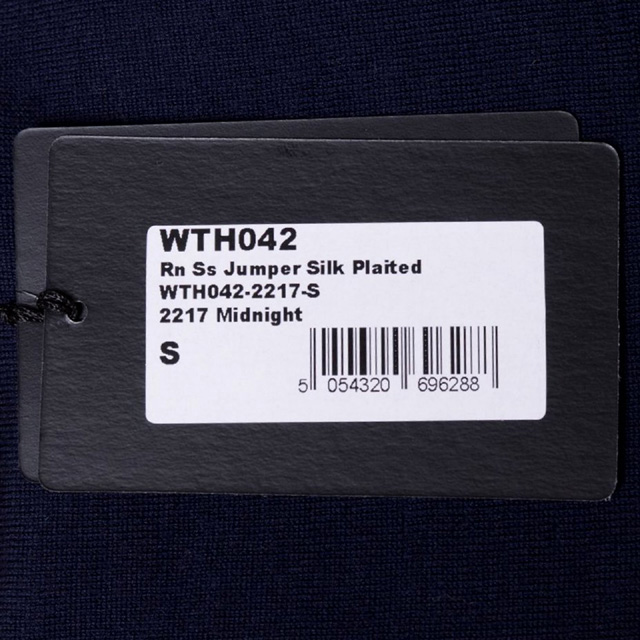 WTH042
Rn Ss Jumper Silk Plaited
WTH042-2217-S
2217 Midnight
S
5 054320 696288